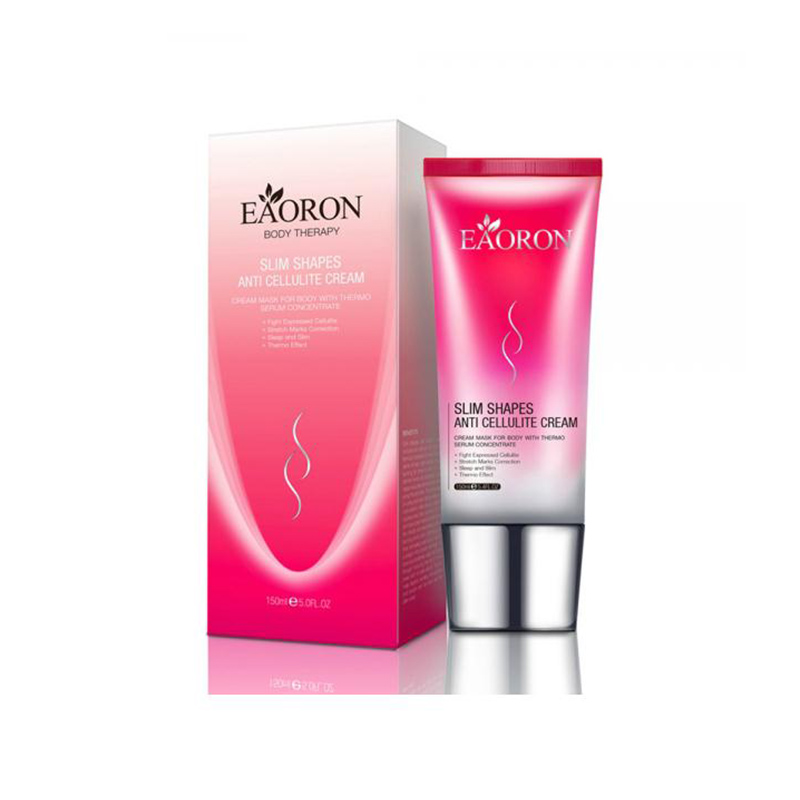 EAORON
BODY THERAPY
SLIM SHAPES
ANTI CELLULITE CREAM
CREAM MASK FOR BODY WITH THERMO
SERUM CONCENTRATE
+ Fight Expressed Cellulite
+ Stretch Marks Correction
+ Sleep and Slim
+ Thermo Effect
150ml e 5.0FL.OZ
EAORON
SLIM SHAPES
ANTI CELLULITE CREAM
CREAM MASK FOR BODY WITH THERMO
SERUM CONCENTRATE
+ Fight Expressed Cellulite
+ Stretch Marks Correction
+ Sleep and Slim
+ Thermo Effect
150ml e 5.4FL.OZ